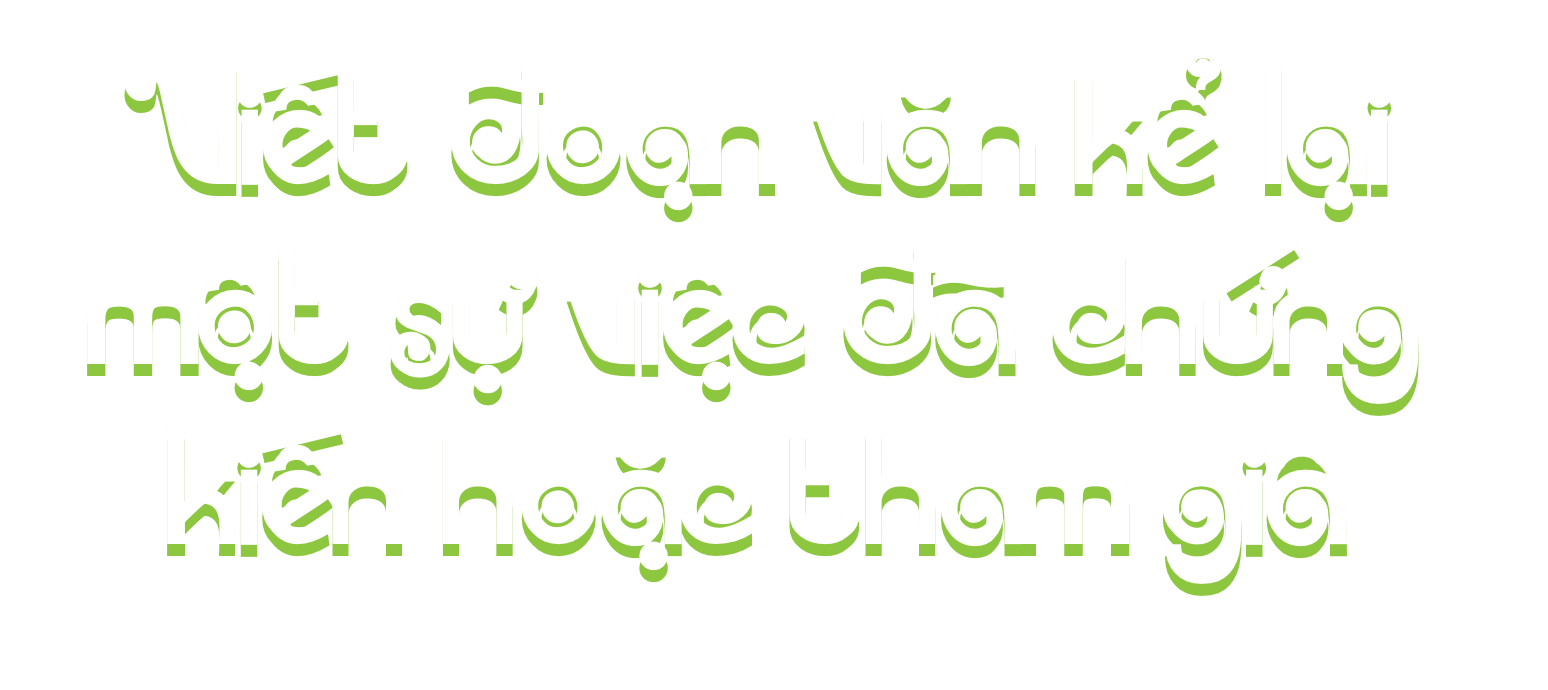 Viết đoạn văn kể lại
một sự việc đã chứng
kiến hoặc tham gia